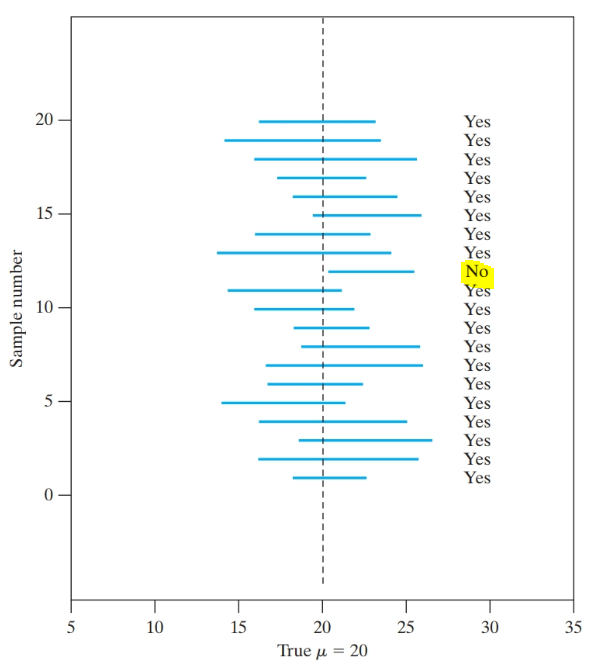 20
Yes
Yes
Yes
Yes
Yes
15
Yes
Yes
Yes
No
Yes
10
Yes
Yes
Yes
Yes
Yes
5
Yes
Yes
Yes
Yes
Yes
0
Sample number
5 10 15 20 25 30 35
True μ = 20